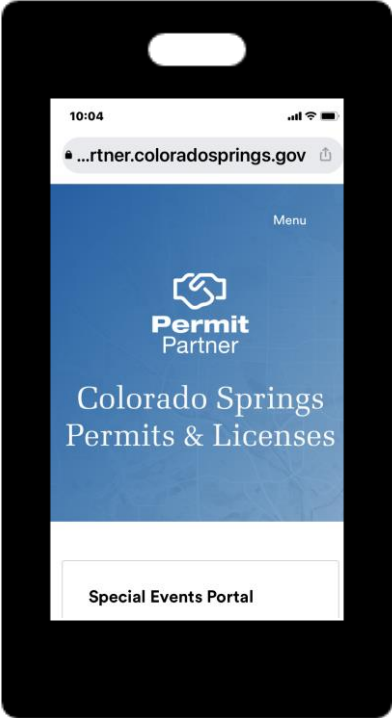 10:04
...rtner.coloradosprings.gov
Menu
Permit
Partner
Colorado Springs
Permits & Licenses
Special Events Portal